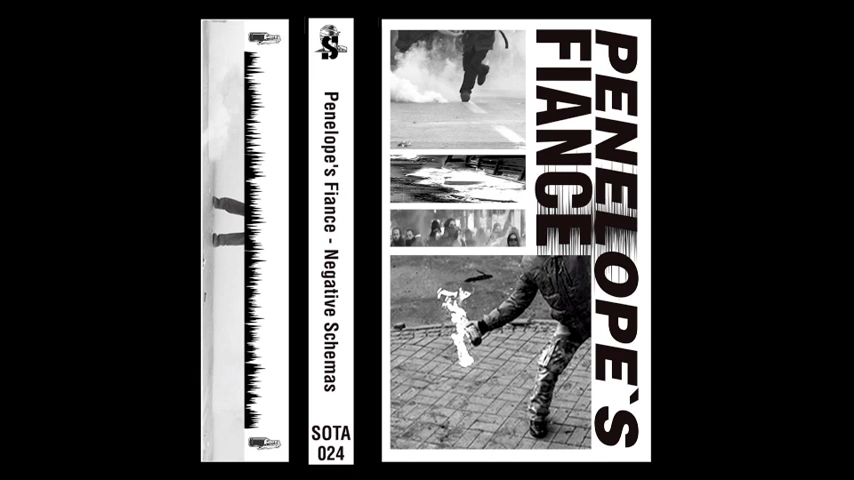 Penelope's Fiance - Negative Schemas
SOTA
024
PENELOPE`S
FIANCE